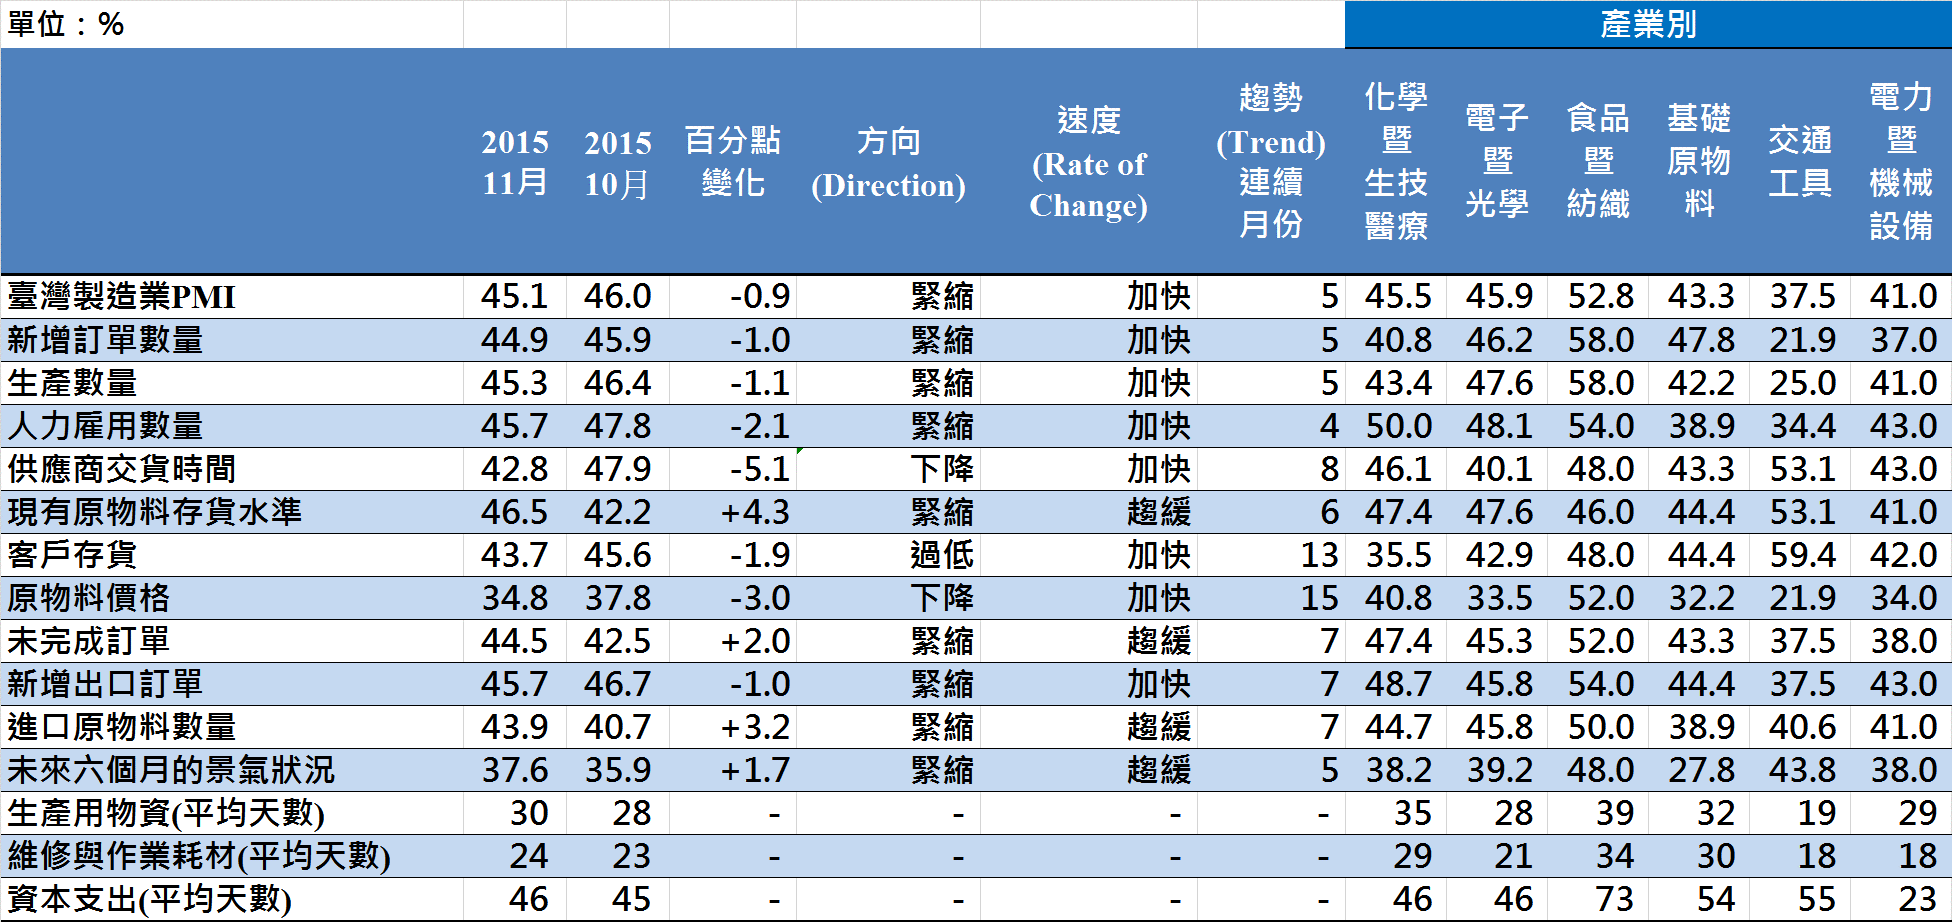 單位：% 產業別
2015 11月 2015 10月 百分點 變化 方向 (Direction) 速度 (Rate of Change) 趨勢 (Trend) 連續 月份 化學 暨 生技 醫療 電子 暨 光學 食品 暨 紡織 基礎 原物 料 交通 工具 電力 暨 機械 設備
臺灣製造業PMI 45.1 46.0 -0.9 緊縮 加快 5 45.5 45.9 52.8 43.3 37.5 41.0
新增訂單數量 44.9 45.9 -1.0 緊縮 加快 5 40.8 46.2 58.0 47.8 21.9 37.0
生產數量 45.3 46.4 -1.1 緊縮 加快 5 43.4 47.6 58.0 42.2 25.0 41.0
人力雇用數量 45.7 47.8 -2.1 緊縮 加快 4 50.0 48.1 54.0 38.9 34.4 43.0
供應商交貨時間 42.8 47.9 -5.1 下降 加快 8 46.1 40.1 48.0 43.3 53.1 43.0
現有原物料存貨水準 46.5 42.2 +4.3 緊縮 趨緩 6 47.4 47.6 46.0 44.4 53.1 41.0
客戶存貨 43.7 45.6 -1.9 過低 加快 13 35.5 42.9 48.0 44.4 59.4 42.0
原物料價格 34.8 37.8 -3.0 下降 加快 15 40.8 33.5 52.0 32.2 21.9 34.0
未完成訂單 44.5 42.5 +2.0 緊縮 趨緩 7 47.4 45.3 52.0 43.3 37.5 38.0
新增出口訂單 45.7 46.7 -1.0 緊縮 加快 7 48.7 45.8 54.0 44.4 37.5 43.0
進口原物料數量 43.9 40.7 +3.2 緊縮 趨緩 7 44.7 45.8 50.0 38.9 40.6 41.0
未來六個月的景氣狀況 37.6 35.9 +1.7 緊縮 趨緩 5 38.2 39.2 48.0 27.8 43.8 38.0
生產用物資(平均天數) 30 28 - - - - 35 28 39 32 19 29
維修與作業耗材(平均天數) 24 23 - - - - 29 21 34 30 18 18
資本支出(平均天數) 46 45 - - - - 46 46 73 54 55 23